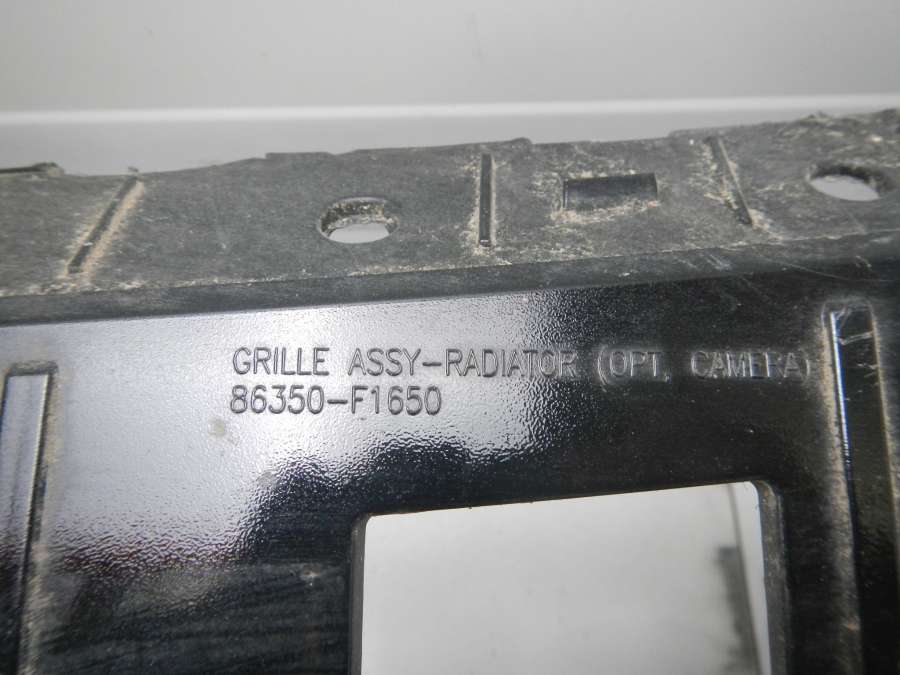 GRILLE ASSY-RADIATOR (OPT. CAMERA)
86350-F1650